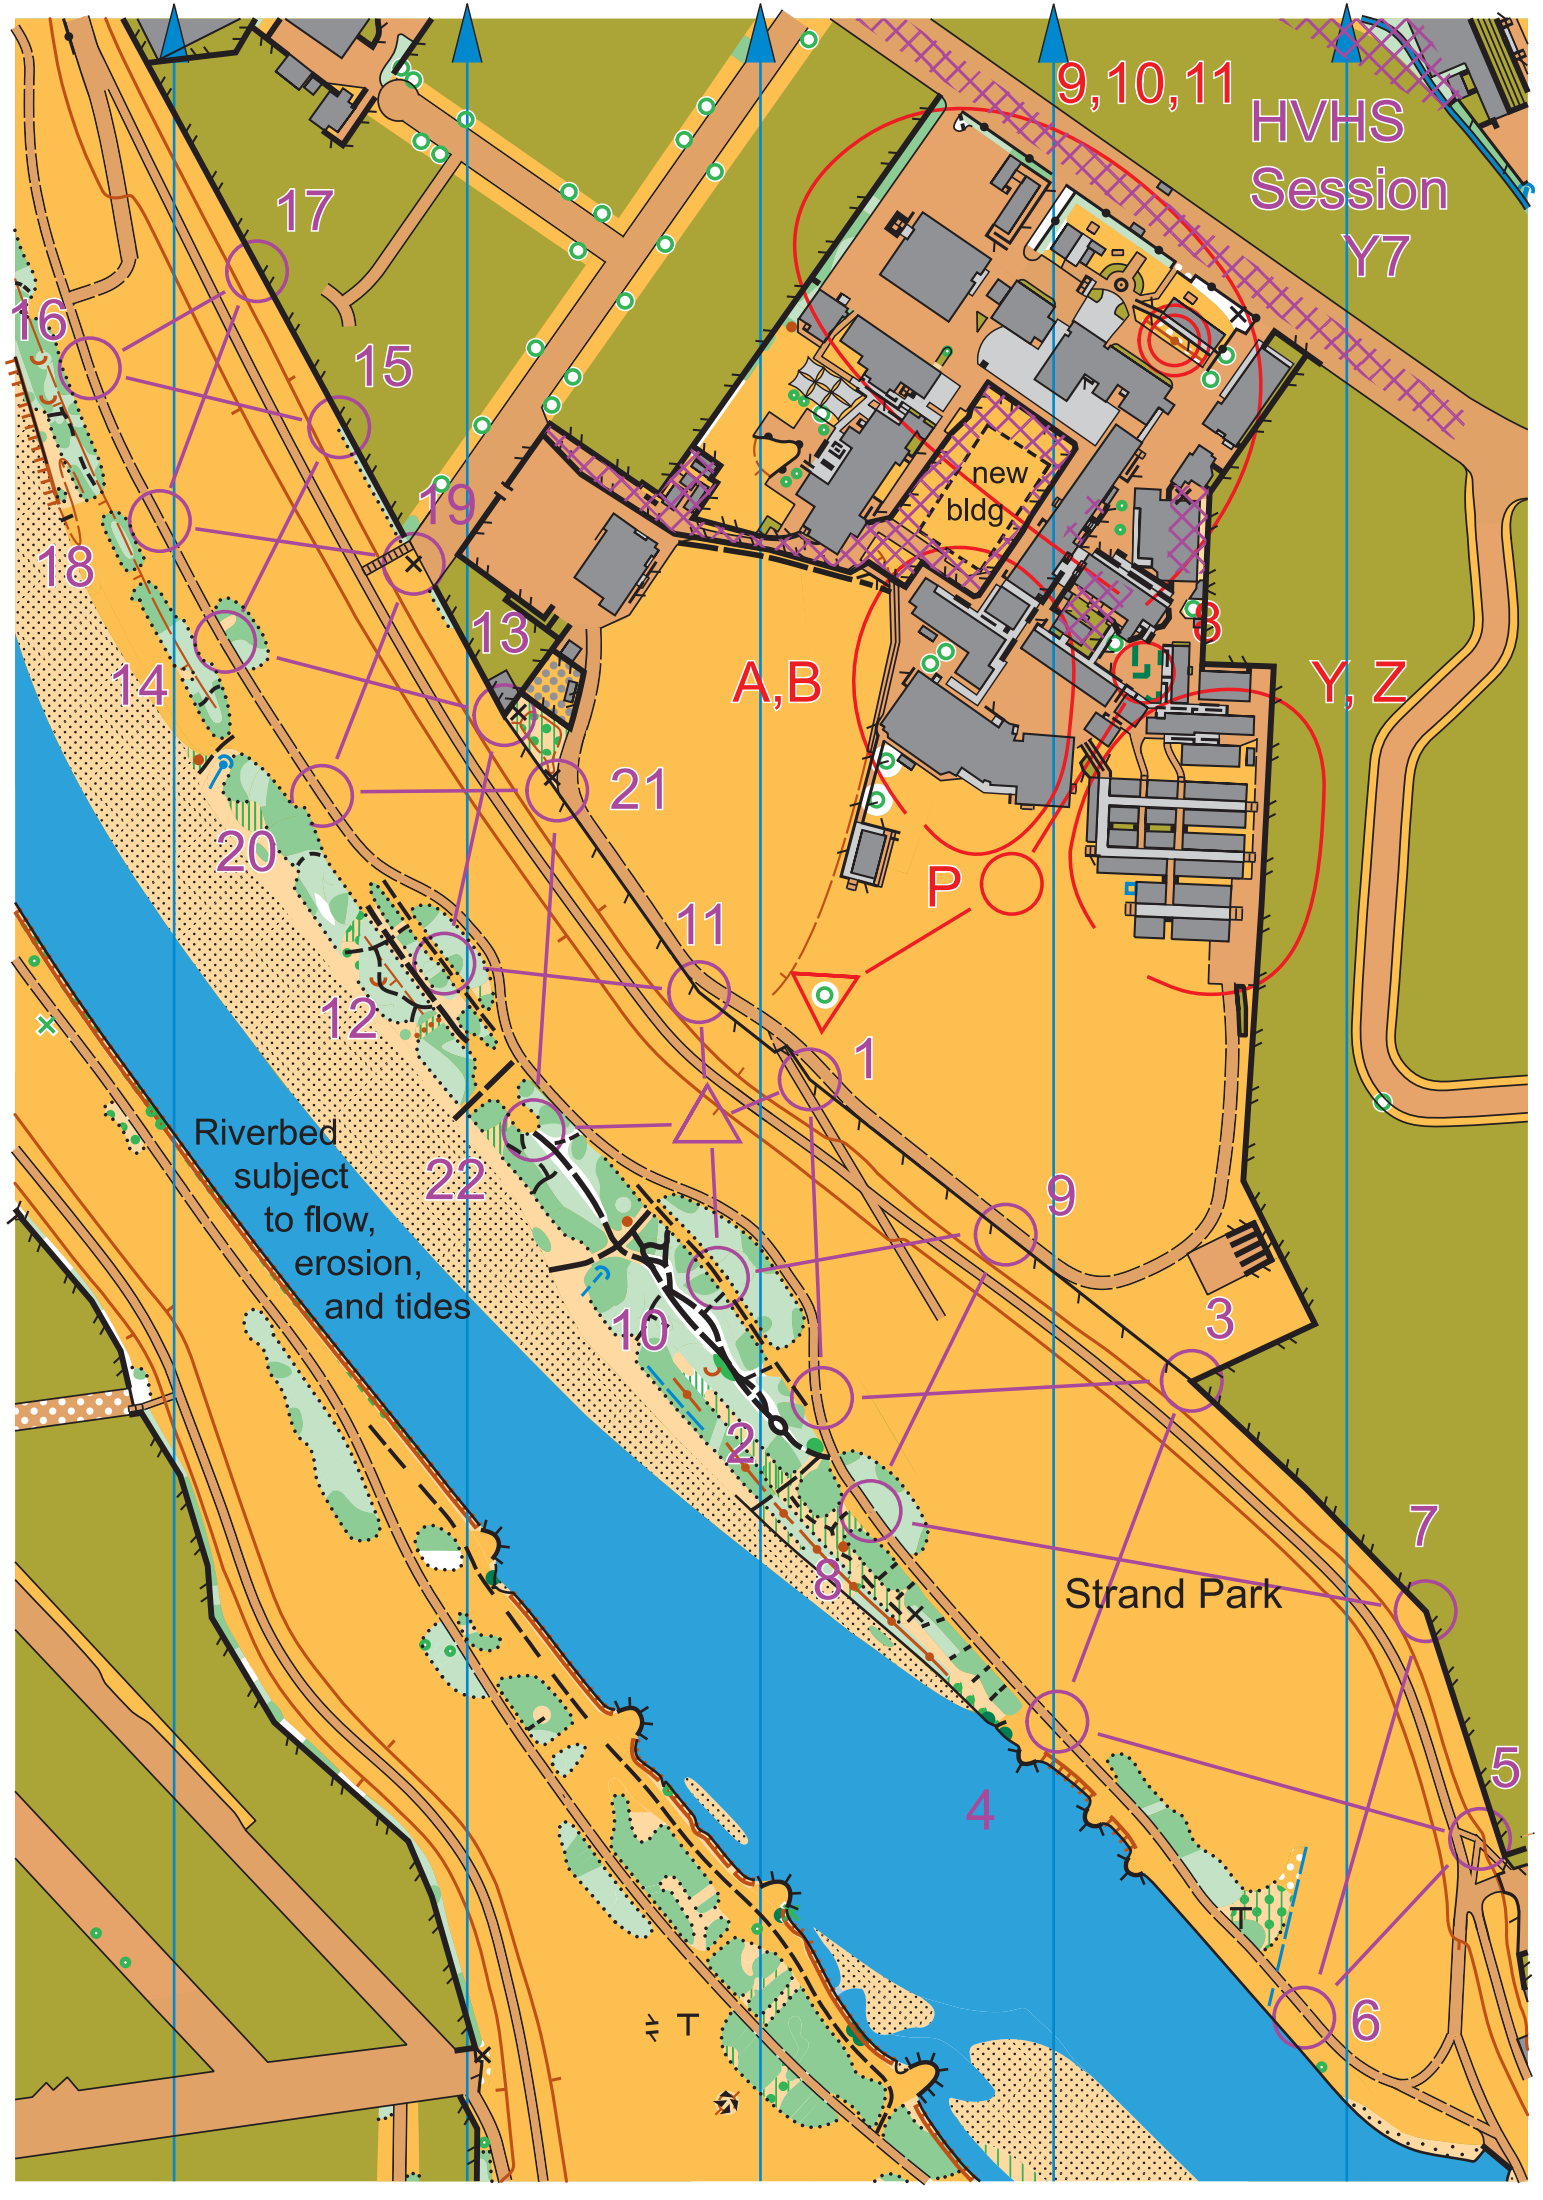 9,10,11
HVHS
Session
Y7
17
16
15
new
bldg
19
18
8
13
14
A,B
Y, Z
21
20
P
11
12
1
Riverbed
subject
to flow,
erosion,
and tides
22
9
10
3
2
7
8
Strand Park
5
4
6